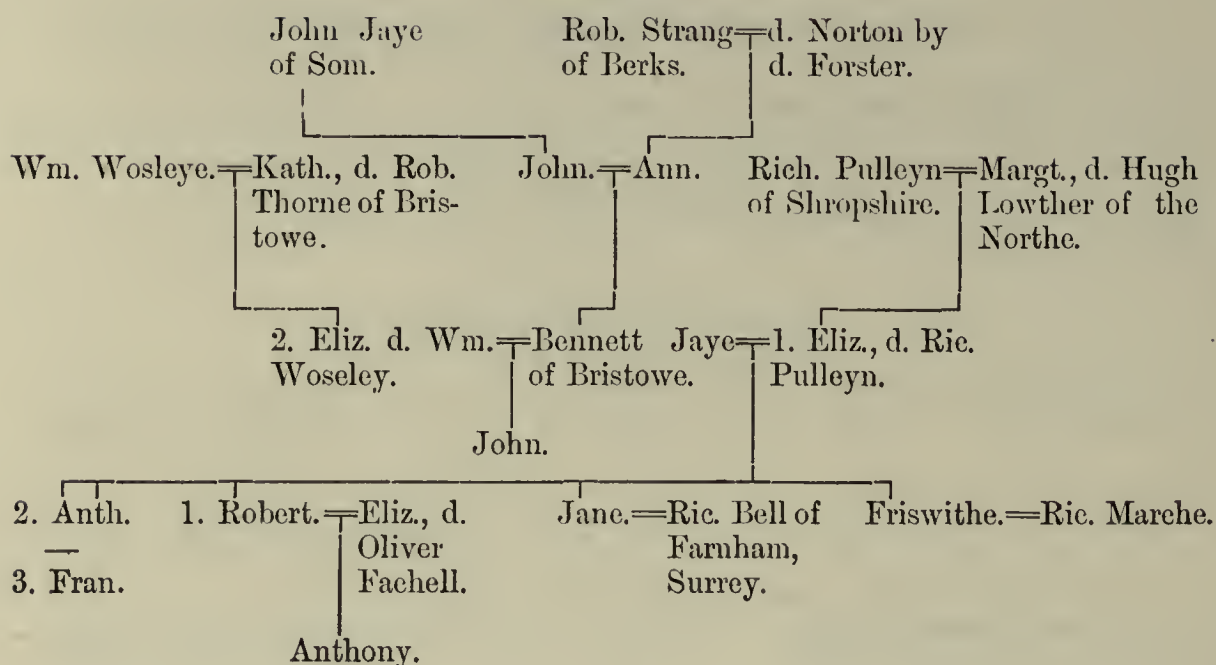 John Jaye
of Som.
Rob. Strang
of Berks.
d. Norton by
d. Forster.
Wm. Wosleye.
Kath., d. Rob.
Thorne of Bris-
towe.
John.
Ann.
Rich. Pulleyn
of Shropshire.
Margt., d. Hugh
Lowther of the
Northe.
2. Eliz. d. Wm.
Woseley.
Bennett Jaye
of Bristowe.
1. Eliz., d. Ric.
Pulleyn.
John.
2. Anth.
3. Fran.
1. Robert.
Eliz., d.
Oliver
Fachell.
Jane.
Ric. Bell of
Farnham,
Surrey.
Friswithe.
Ric. Marche.
Anthony.